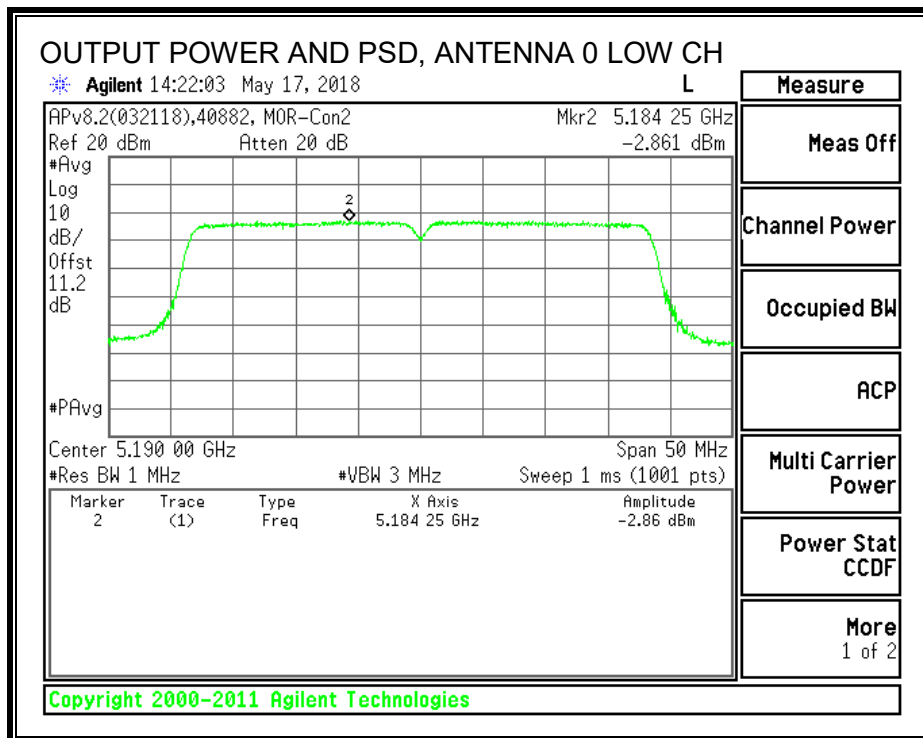 OUTPUT POWER AND PSD, ANTENNA 0 LOW CH
Agilent 14:22:03 May 17, 2018 L
Measure
APv8.2(032118),40882, MOR-Con2 Mkr2 5.184 25 GHz
Ref 20 dBm Atten 20 dB -2.861 dBm
Meas Off
#Avg
Log
10
dB/
Offst
11.2
dB
2
#PAvg
Channel Power
Occupied BW
ACP
Center 5.190 00 GHz Span 50 MHz
#Res BW 1 MHz #VBW 3 MHz Sweep 1 ms (1001 pts)
Multi Carrier
Power
Marker Trace Type X Axis Amplitude
2 (1) Freq 5.184 25 GHz -2.86 dBm
Power Stat
CCDF
More
1 of 2
Copyright 2000-2011 Agilent Technologies